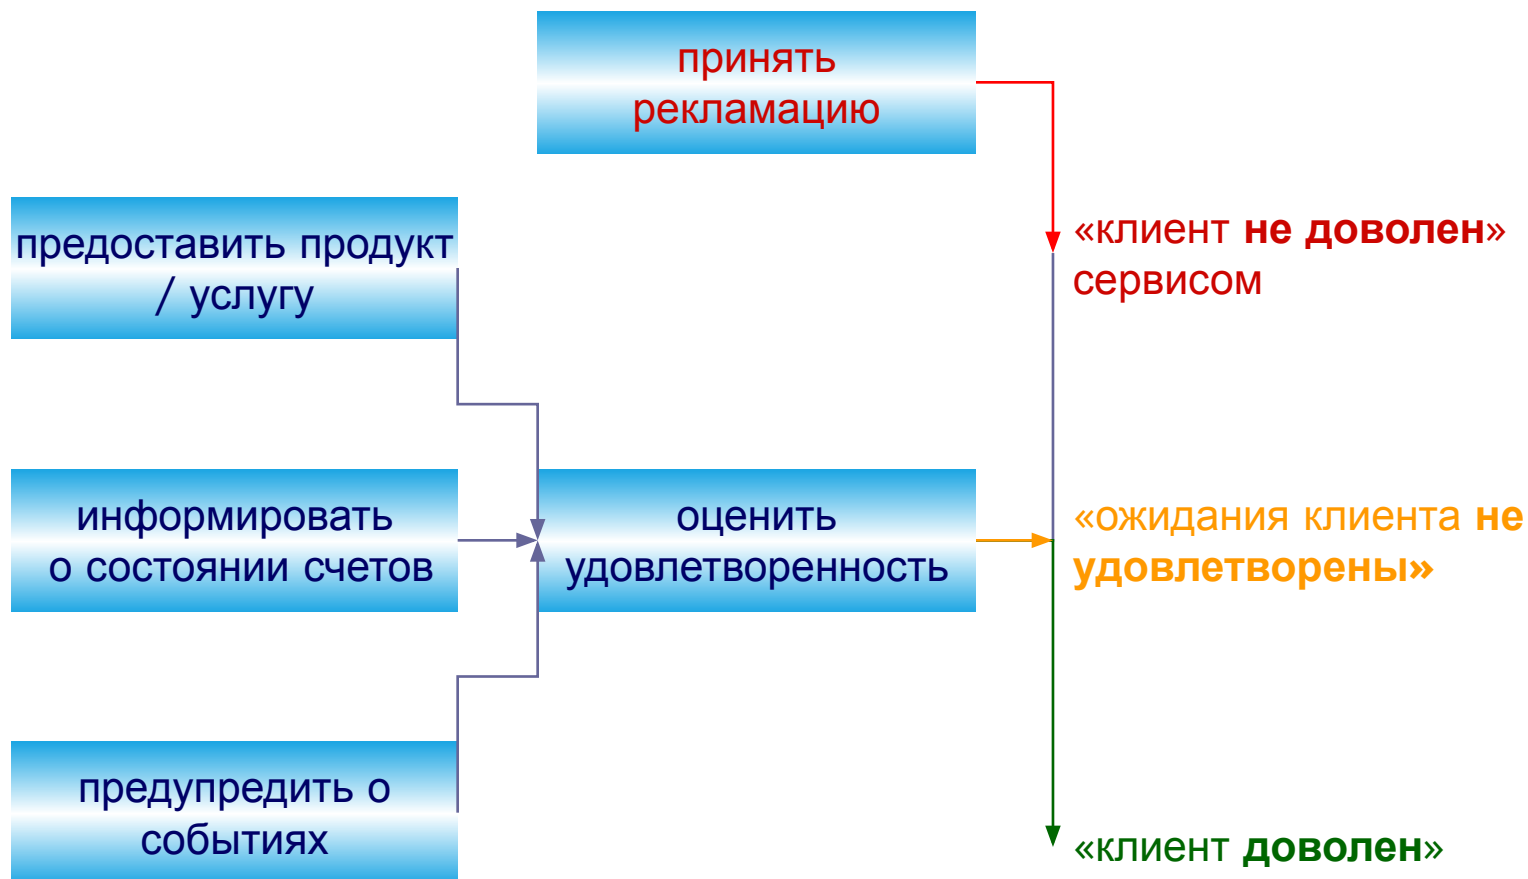 принять
рекламацию
предоставить продукт
/ услугу
«клиент не доволен»
сервисом
информировать
о состоянии счетов
оценить
удовлетворенность
«ожидания клиента не
удовлетворены»
предупредить о
событиях
«клиент доволен»